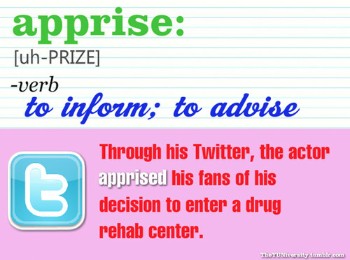 apprise:
[uh-PRIZE]
-verb
to inform; to advise
Through his Twitter, the actor
apprised his fans of his
decision to enter a drug
rehab center.
t